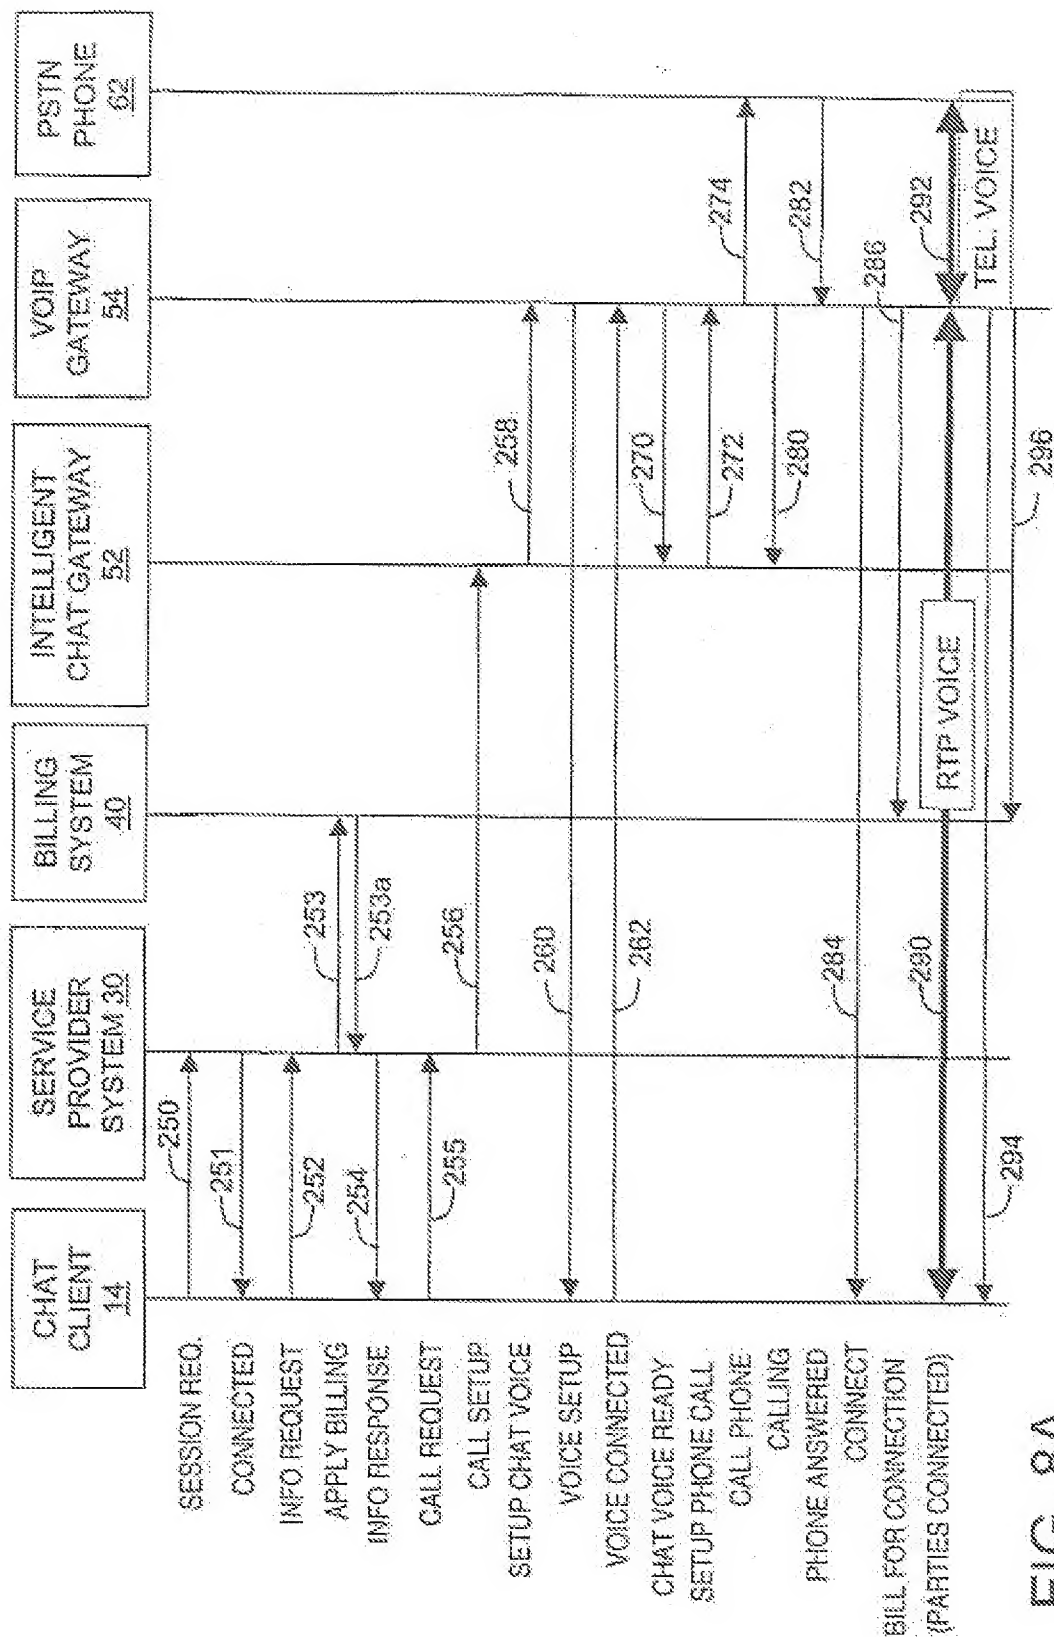 CHAT
CLIENT
14
SERVICE
PROVIDER
SYSTEM 30
BILLING
SYSTEM
40
INTELLIGENT
CHAT GATEWAY
52
VOIP
GATEWAY
54
PSTN
PHONE
62
SESSION REQ.
250
CONNECTED
251
INFO REQUEST
252
APPLY BILLING
253
253a
INFO RESPONSE
254
CALL REQUEST
255
CALL SETUP
256
SETUP CHAT VOICE
258
VOICE SETUP
260
VOICE CONNECTED
262
CHAT VOICE READY
270
SETUP PHONE CALL
272
CALL PHONE
274
CALLING
280
PHONE ANSWERED
282
CONNECT
284
BILL FOR CONNECTION
286
(PARTIES CONNECTED)
290
RTP VOICE
292
TEL. VOICE
294
296
FIG. 8A